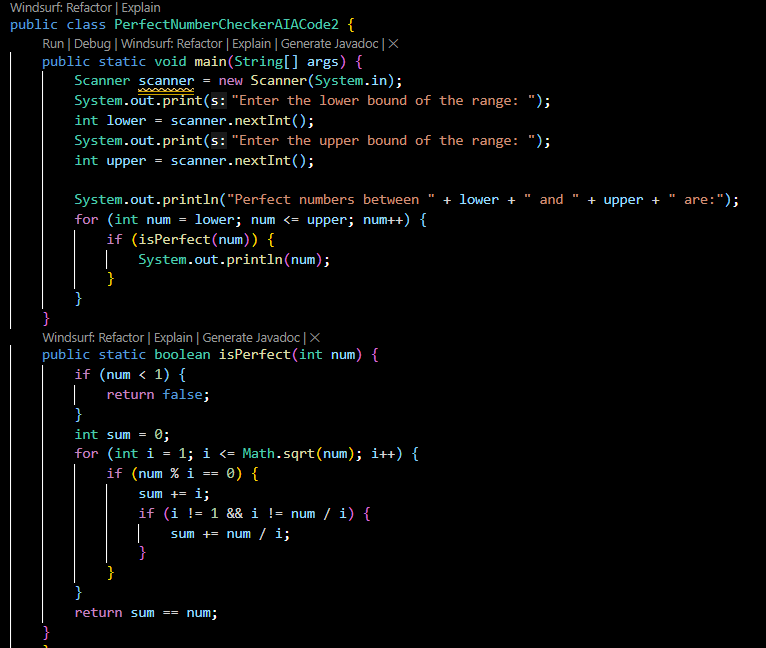 Windsurf: Refactor | Explain
public class PerfectNumberCheckerAIACode2 {
Run | Debug | Windsurf: Refactor | Explain | Generate Javadoc | ×
public static void main(String[] args) {
Scanner scanner = new Scanner(System.in);
System.out.print(s: "Enter the lower bound of the range: ");
int lower = scanner.nextInt();
System.out.print(s: "Enter the upper bound of the range: ");
int upper = scanner.nextInt();
System.out.println("Perfect numbers between " + lower + " and " + upper + " are:");
for (int num = lower; num <= upper; num++) {
if (isPerfect(num)) {
System.out.println(num);
}
}
}
Windsurf: Refactor | Explain | Generate Javadoc | ×
public static boolean isPerfect(int num) {
if (num < 1) {
return false;
}
int sum = 0;
for (int i = 1; i <= Math.sqrt(num); i++) {
if (num % i == 0) {
sum += i;
if (i != 1 && i != num / i) {
sum += num / i;
}
}
}
return sum == num;
}